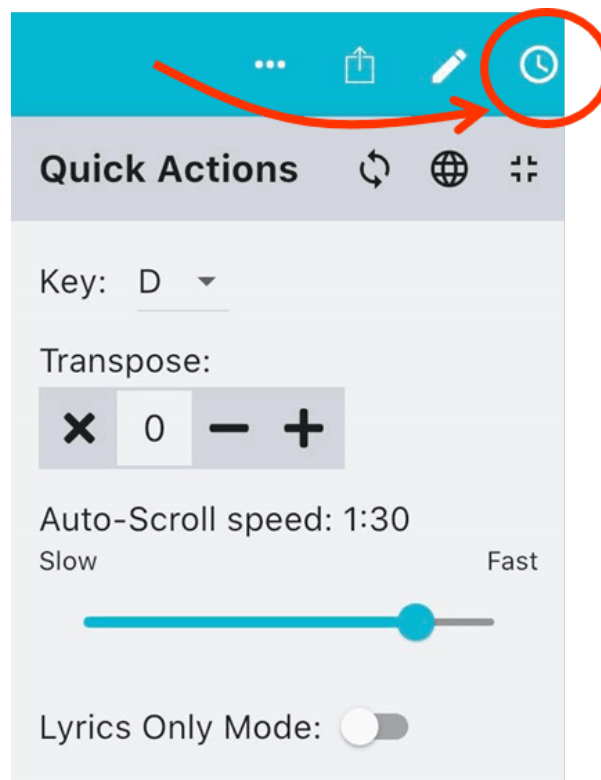 Quick Actions
Key: D
Transpose:
0
Auto-Scroll speed: 1:30
Slow Fast
Lyrics Only Mode: